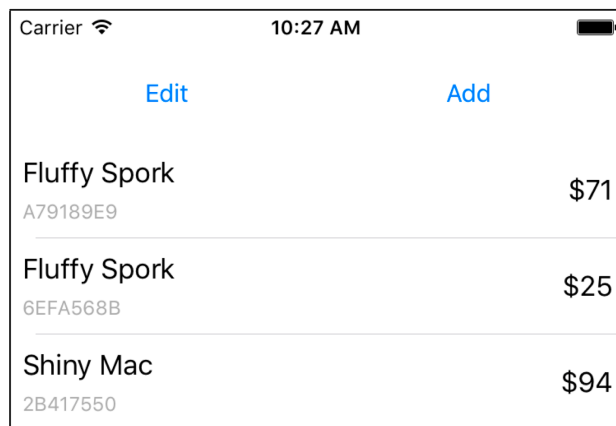 Carrier 10:27 AM
Edit Add
Fluffy Spork $71
A79189E9
Fluffy Spork $25
6EFA568B
Shiny Mac $94
2B417550